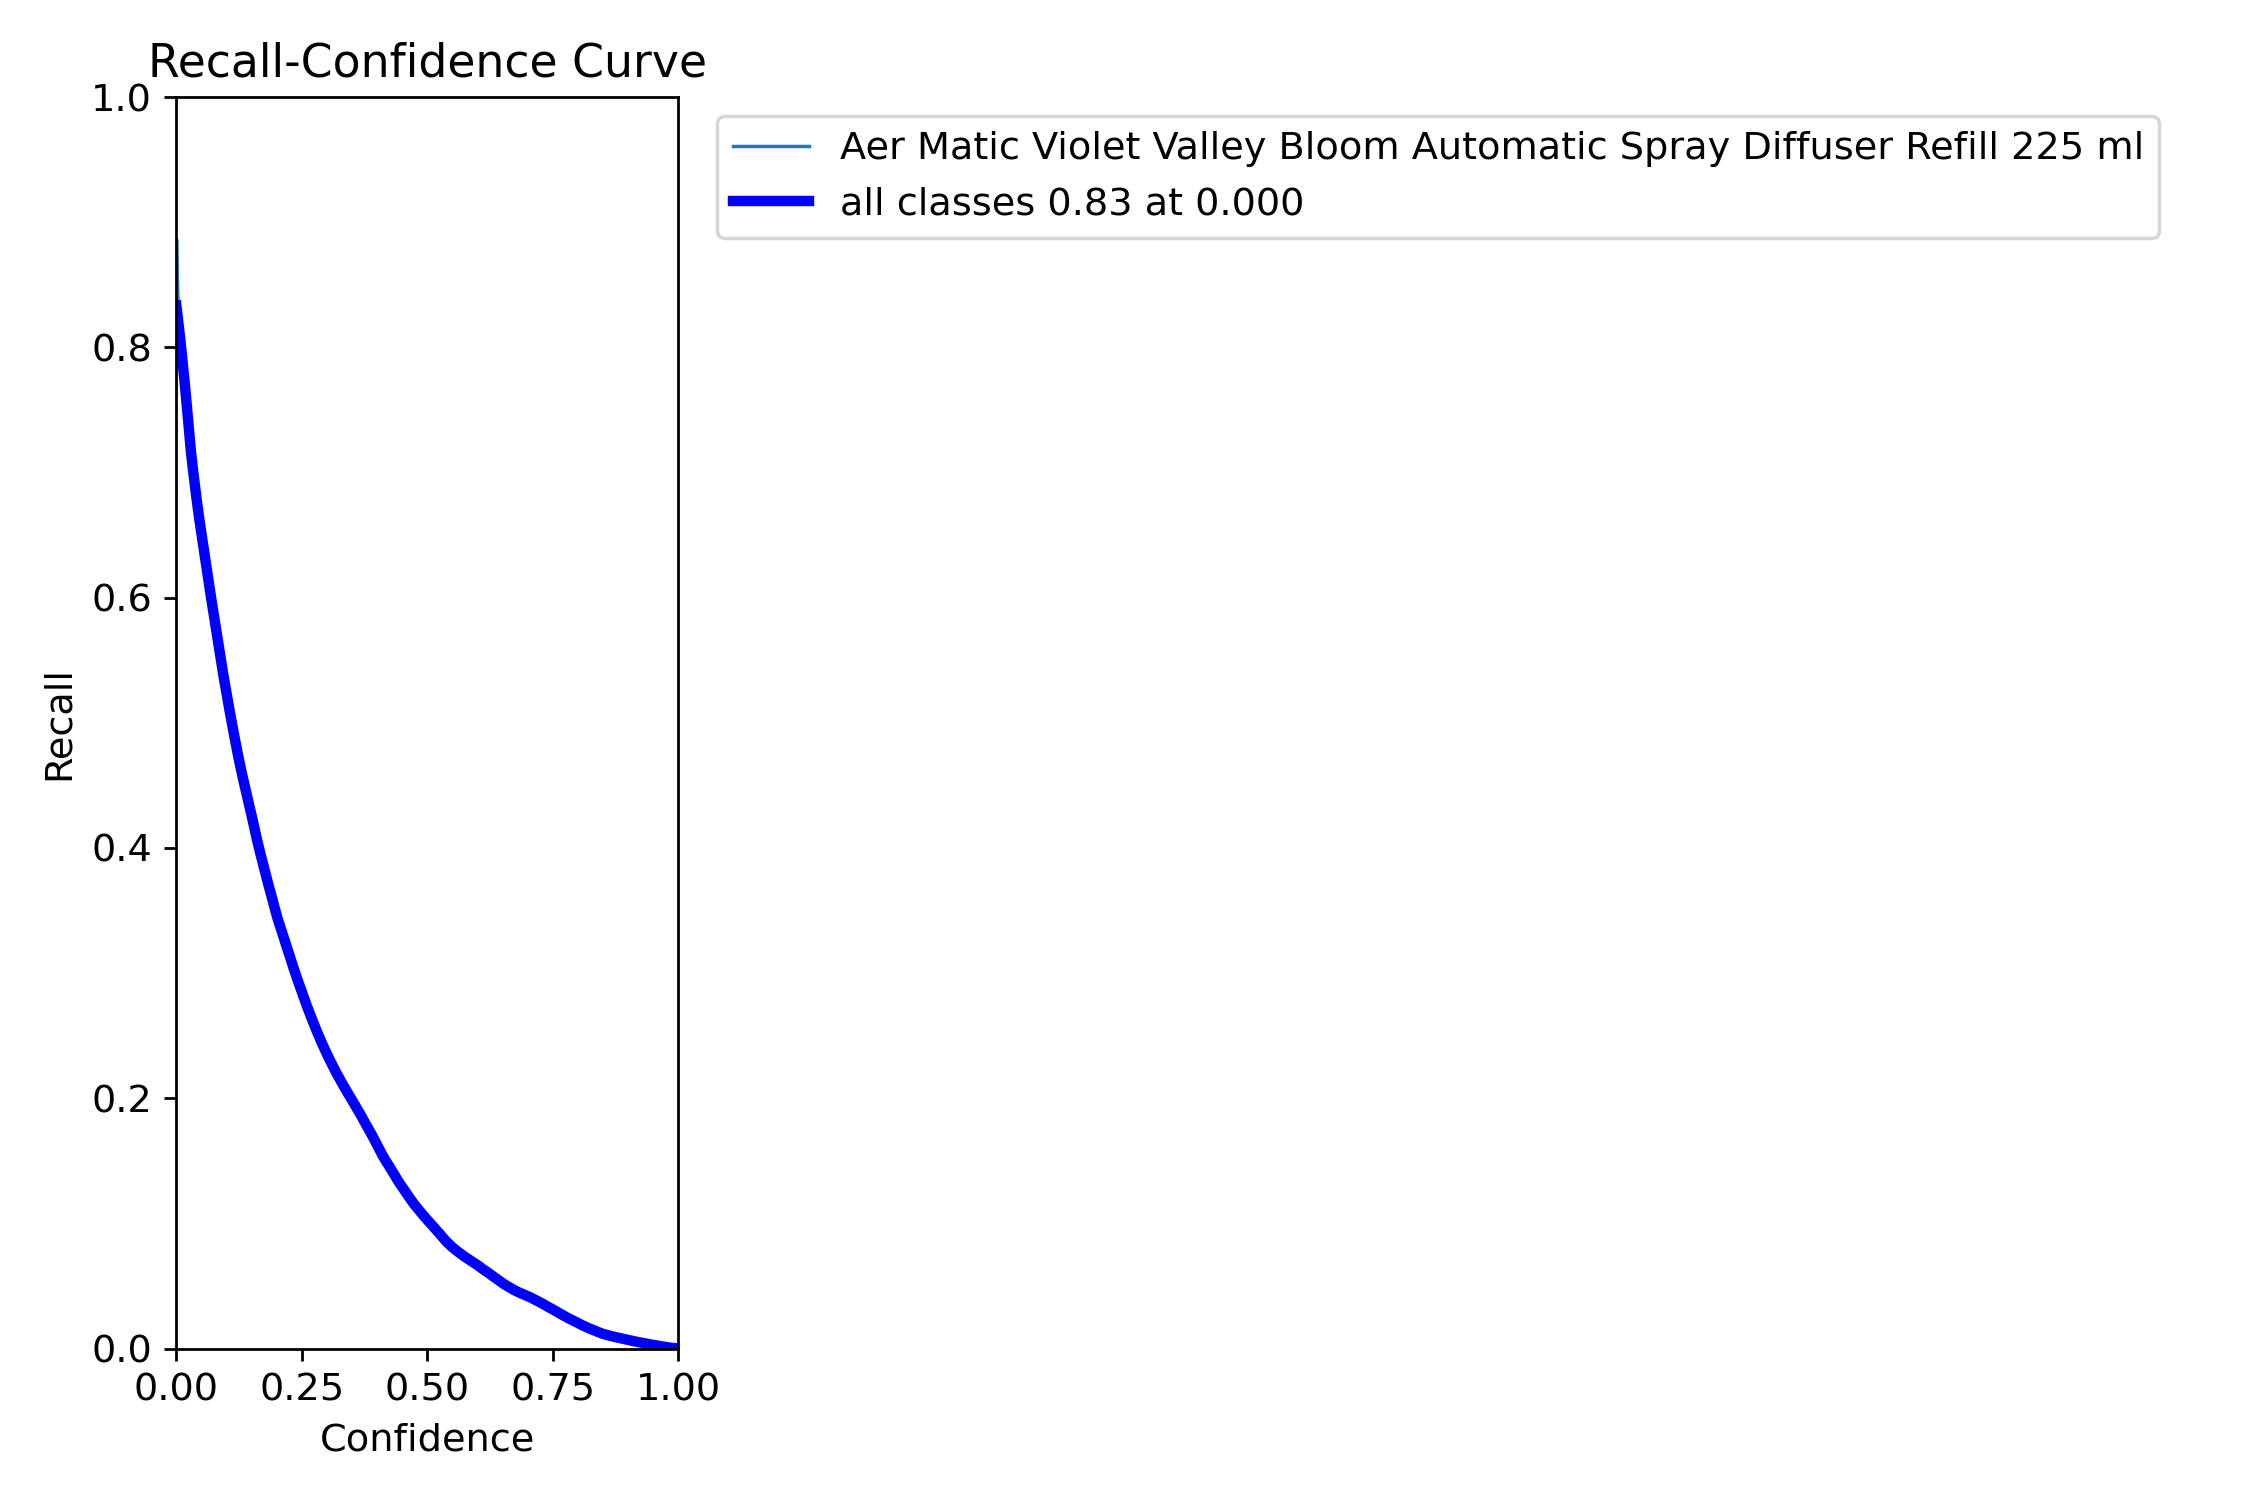 Recall-Confidence Curve
Aer Matic Violet Valley Bloom Automatic Spray Diffuser Refill 225 ml
all classes 0.83 at 0.000
1.0
0.8
0.6
0.4
0.2
0.0
Recall
0.00 0.25 0.50 0.75 1.00
Confidence